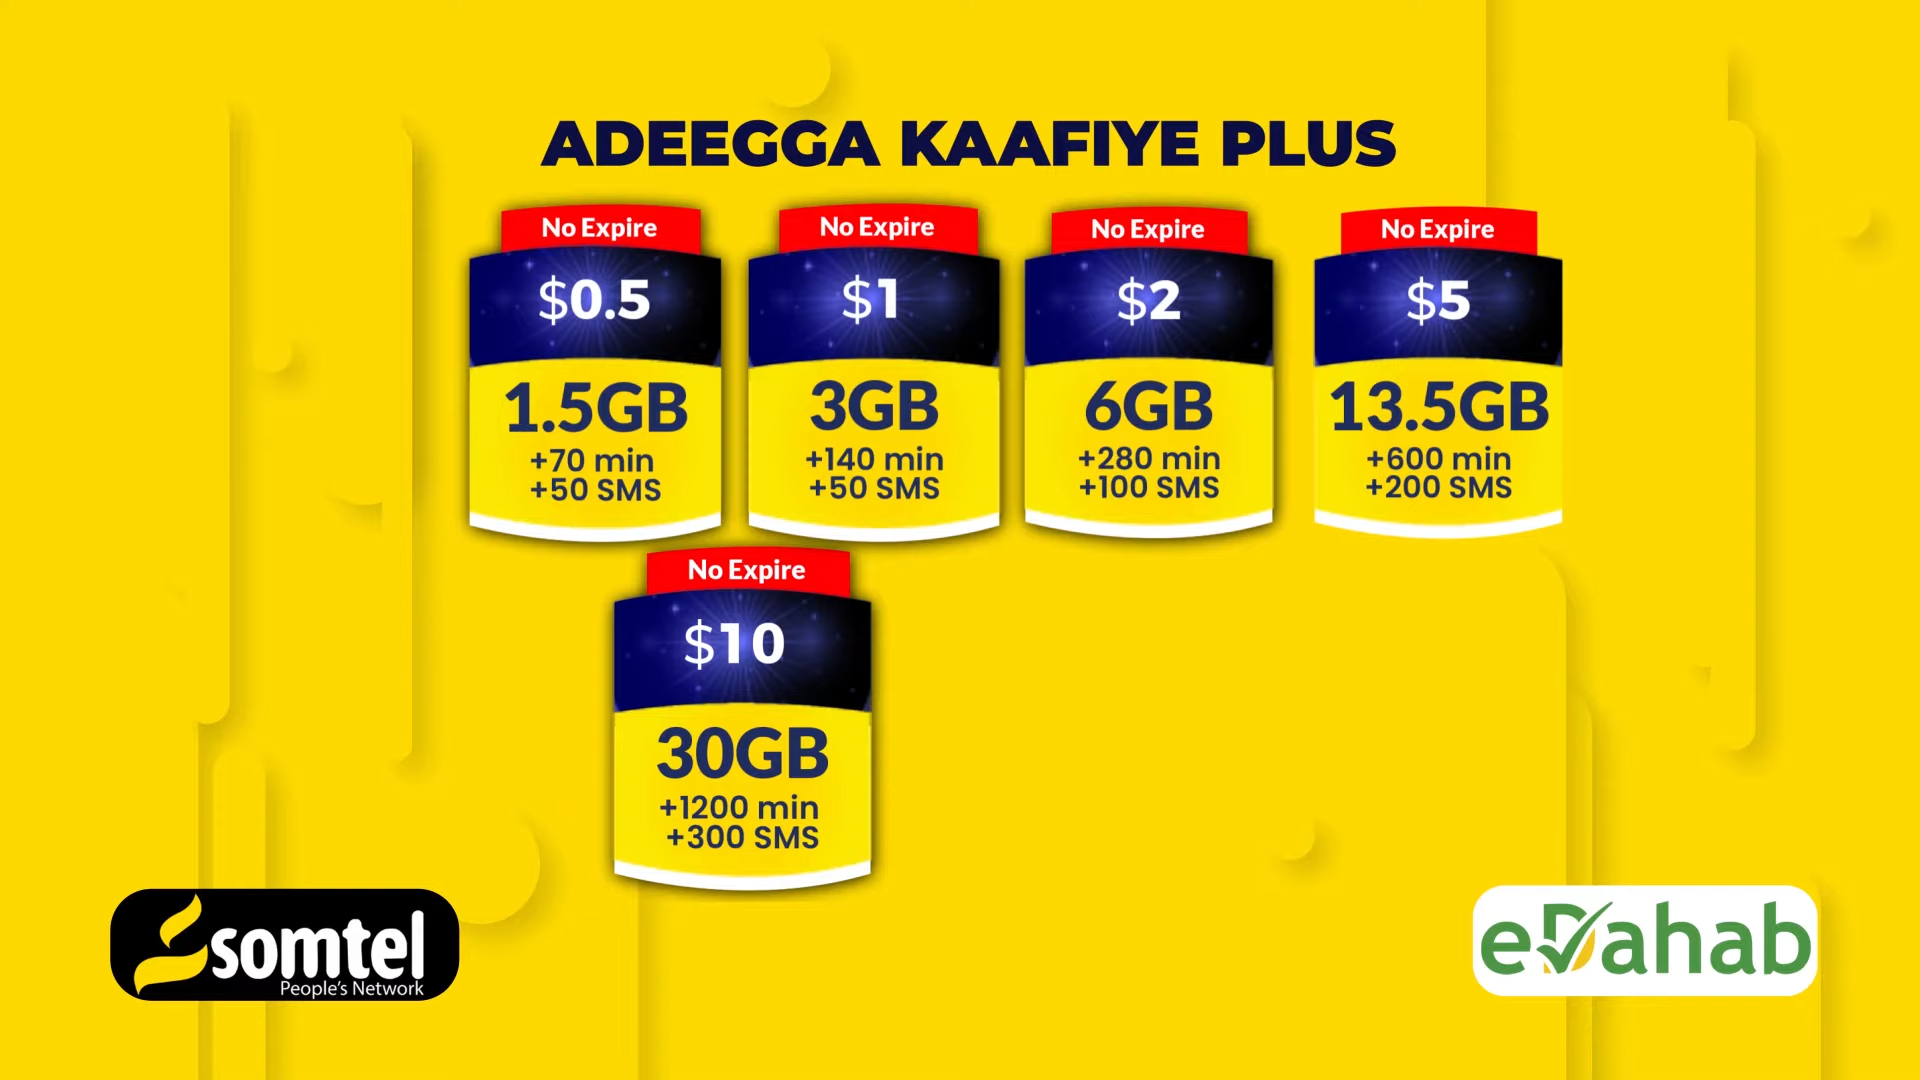 ADEEGGA KAAFIYE PLUS
No Expire
$0.5
1.5GB
+70 min
+50 SMS
No Expire
$1
3GB
+140 min
+50 SMS
No Expire
$2
6GB
+280 min
+100 SMS
No Expire
$5
13.5GB
+600 min
+200 SMS
No Expire
$10
30GB
+1200 min
+300 SMS
somtel
People's Network
eDahab